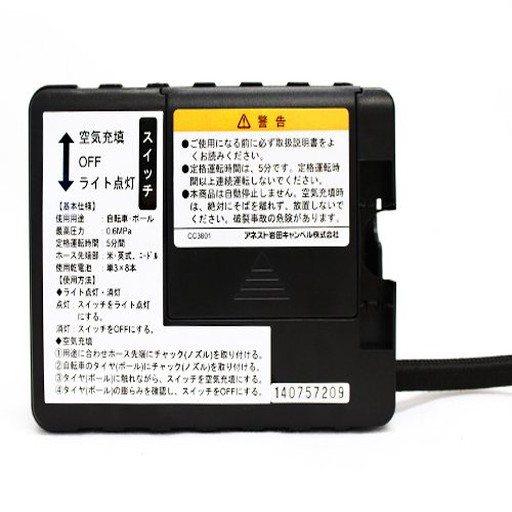 空気充填
OFF
ライト点灯
スイッチ
【基本仕様】
使用用途 : 自転車・ボール
最高圧力 : 0.6MPa
定格運転時間 : 5分間
ホース先端部 : 米・英式、ニードル
使用乾電池 : 単3×8本
【使用方法】
◆ライト点灯・消灯
点灯 : スイッチをライト点灯
にする。
消灯 : スイッチをOFFにする。
◆空気充填
①用途に合わせホース先端にチャック(ノズル)を取り付ける。
②自転車のタイヤ(ボール)にチャック(ノズル)を取り付ける。
③タイヤ(ボール)に触れながら、スイッチを空気充填にする。
④タイヤ(ボール)の膨らみを確認し、スイッチをOFFにする。
警告
●ご使用になる前に必ず取扱説明書をよ
くお読みください。
●定格運転時間は、5分です。定格運転時
間以上連続運転しないでください。
●本商品は自動停止しません。空気充填時
は、絶対にそばを離れず、放置しないで
ください。破裂事故の危険があります。
CC3601 アネスト岩田キャンベル株式会社
140757209